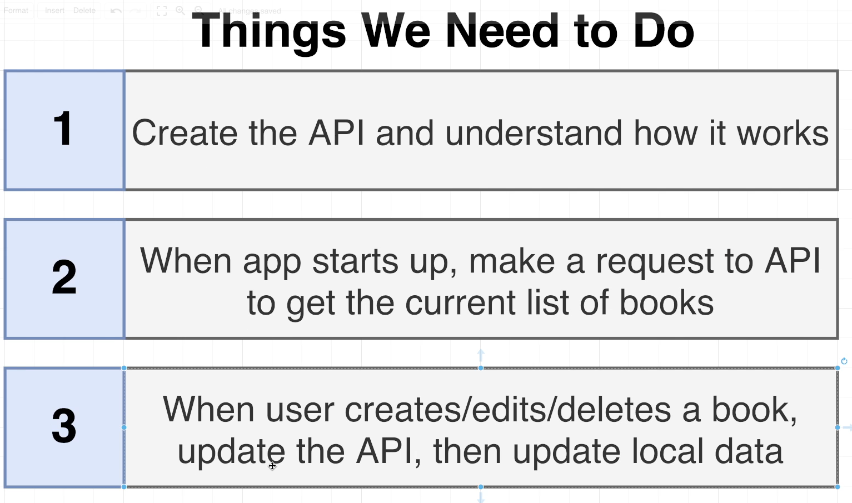 Format Insert Delete
Things We Need to Do
1
Create the API and understand how it works
2
When app starts up, make a request to API
to get the current list of books
3
When user creates/edits/deletes a book,
update the API, then update local data